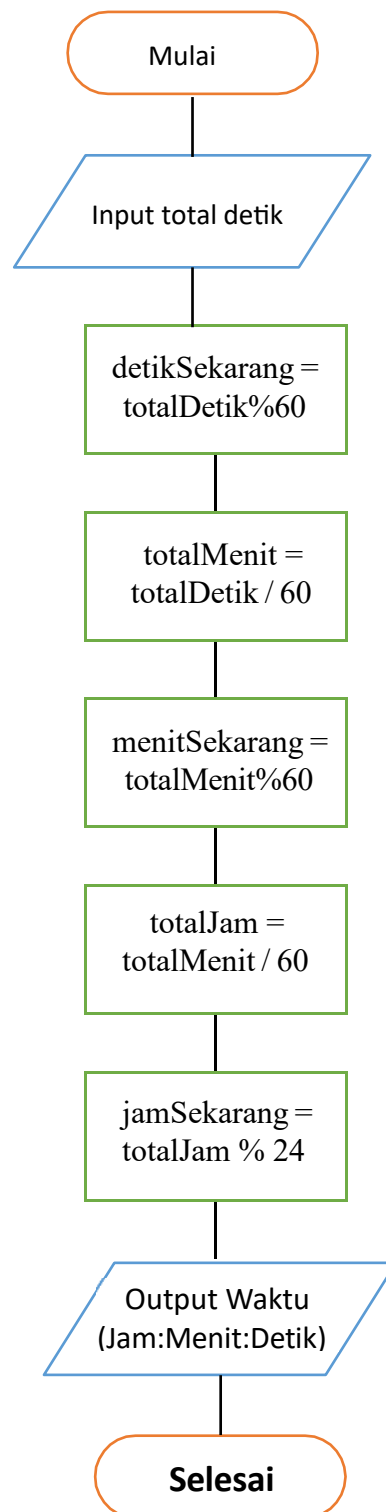 Mulai
Input total detik
detikSekarang =
totalDetik%60
totalMenit =
totalDetik / 60
menitSekarang =
totalMenit%60
totalJam =
totalMenit / 60
jamSekarang =
totalJam % 24
Output Waktu
(Jam:Menit:Detik)
Selesai